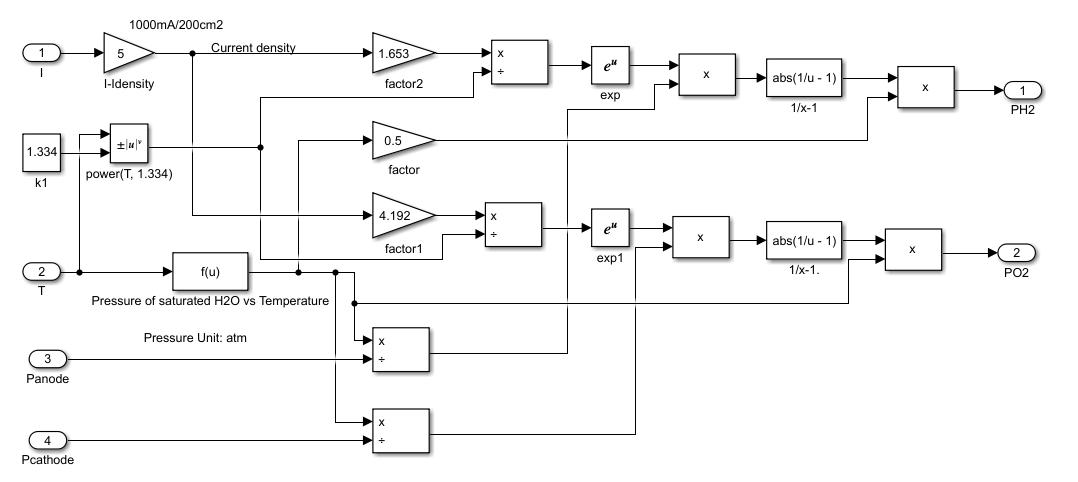 1000mA/200cm2
1
I
5
I-Idensity
Current density
1.653
factor2
x
÷
eᵘ
exp
x
abs(1/u - 1)
1/x-1
x
1
PH2
1.334
k1
±|u|ᵛ
power(T, 1.334)
0.5
factor
4.192
factor1
x
÷
eᵘ
exp1
x
abs(1/u - 1)
1/x-1.
x
2
PO2
2
T
f(u)
Pressure of saturated H2O vs Temperature
Pressure Unit: atm
x
÷
3
Panode
x
÷
4
Pcathode